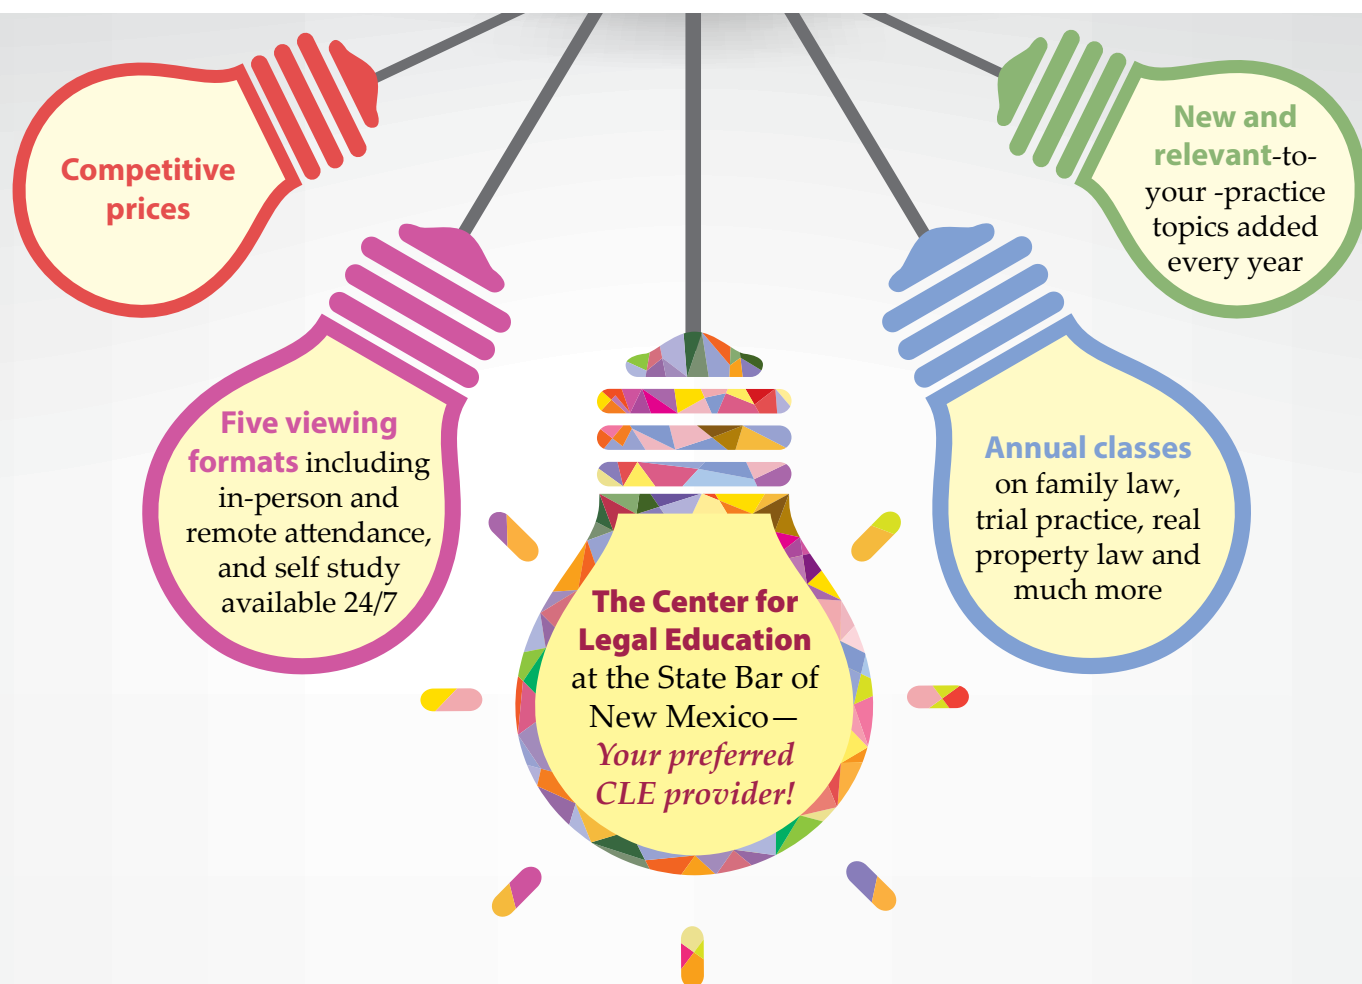 Competitive
prices
Five viewing
formats including
in-person and
remote attendance,
and self study
available 24/7
The Center for
Legal Education
at the State Bar of
New Mexico—
Your preferred
CLE provider!
Annual classes
on family law,
trial practice, real
property law and
much more
New and
relevant-to-
your -practice
topics added
every year